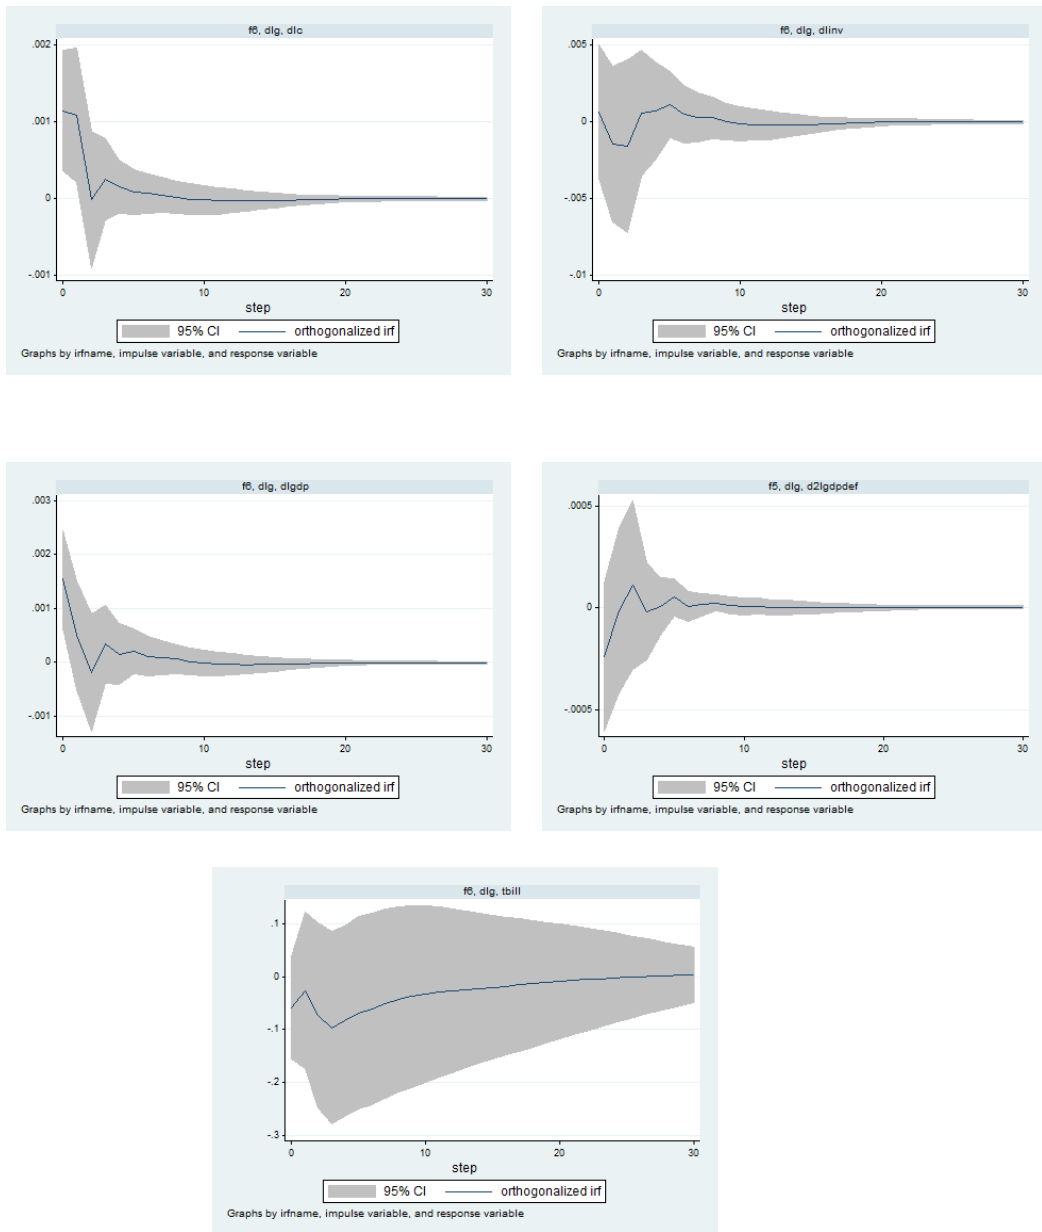 f6, dlg, dlc
.002
.001
0
-.001
0 10 20 30
step
95% CI orthogonalized irf
Graphs by irfname, impulse variable, and response variable
f6, dlg, dlinv
.005
0
-.005
-.01
0 10 20 30
step
95% CI orthogonalized irf
Graphs by irfname, impulse variable, and response variable
f6, dlg, dlgdp
.003
.002
.001
0
-.001
0 10 20 30
step
95% CI orthogonalized irf
Graphs by irfname, impulse variable, and response variable
f5, dlg, d2lgdpdef
.0005
0
-.0005
0 10 20 30
step
95% CI orthogonalized irf
Graphs by irfname, impulse variable, and response variable
f6, dlg, tbill
.1
0
-.1
-.2
-.3
0 10 20 30
step
95% CI orthogonalized irf
Graphs by irfname, impulse variable, and response variable